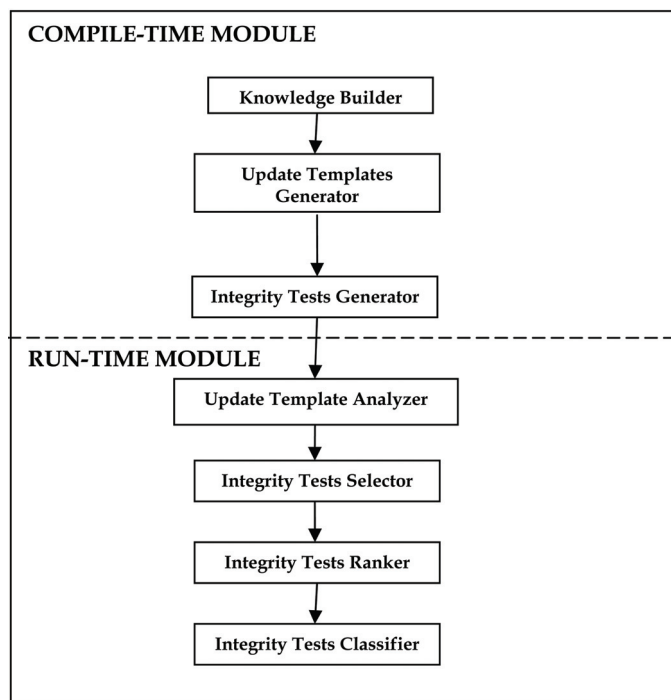 COMPILE-TIME MODULE
Knowledge Builder
Update Templates
Generator
Integrity Tests Generator
RUN-TIME MODULE
Update Template Analyzer
Integrity Tests Selector
Integrity Tests Ranker
Integrity Tests Classifier